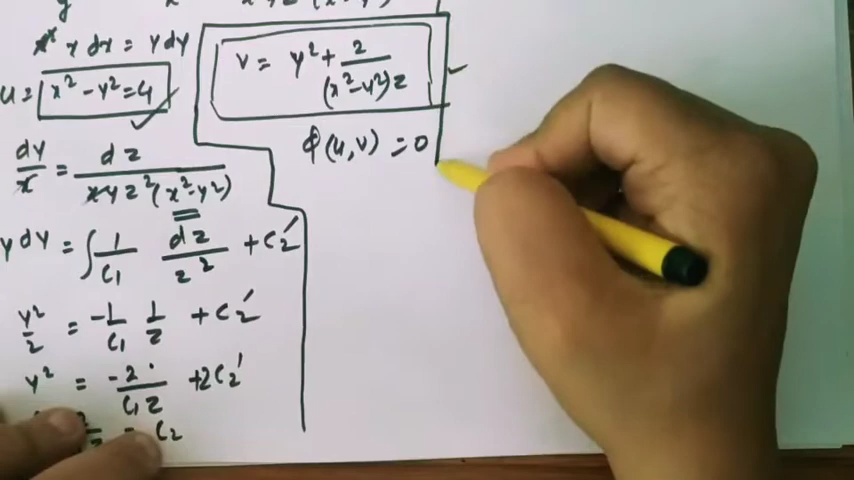 x dx = y dy
u = x² - y² = c₁
dy/x = dz/xyz²(x²-y²)
y dy = ∫ 1/c₁ dz/z² + c₂′
y²/2 = -1/c₁ 1/z + c₂′
y² = -2·/c₁z + 2c₂′
= c₂
v = y² + 2/(x²-y²)z
ϕ(u,v) = 0